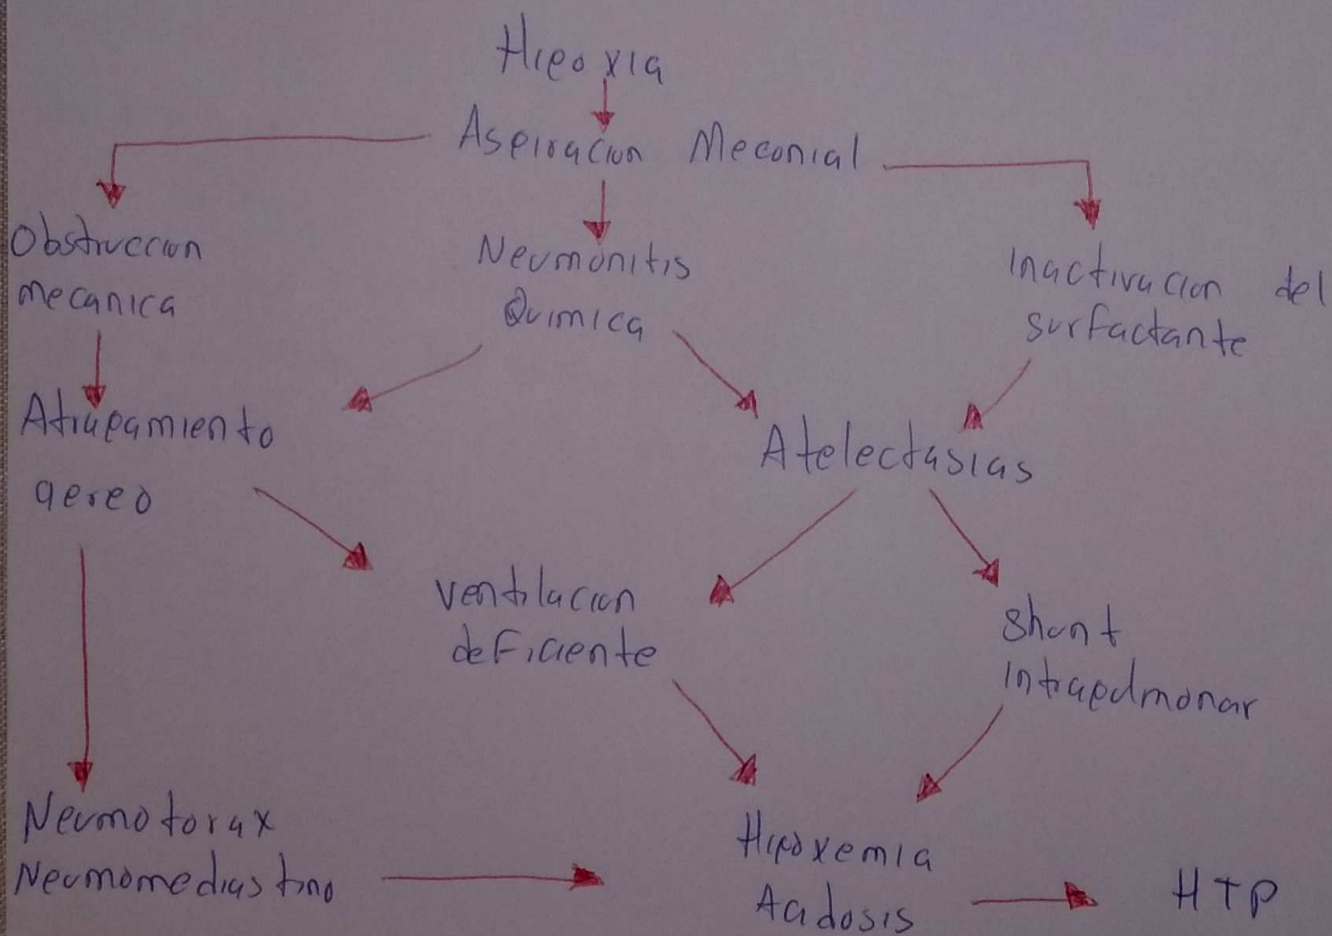 Hipoxia
Aspiracion Meconial
Obstruccion
mecanica
Neumonitis
Quimica
Inactivacion del
surfactante
Atrapamiento
aereo
Atelectasias
Ventilacion
deficiente
Shunt
intrapulmonar
Neumotorax
Neumomediastino
Hipoxemia
Acidosis
HTP